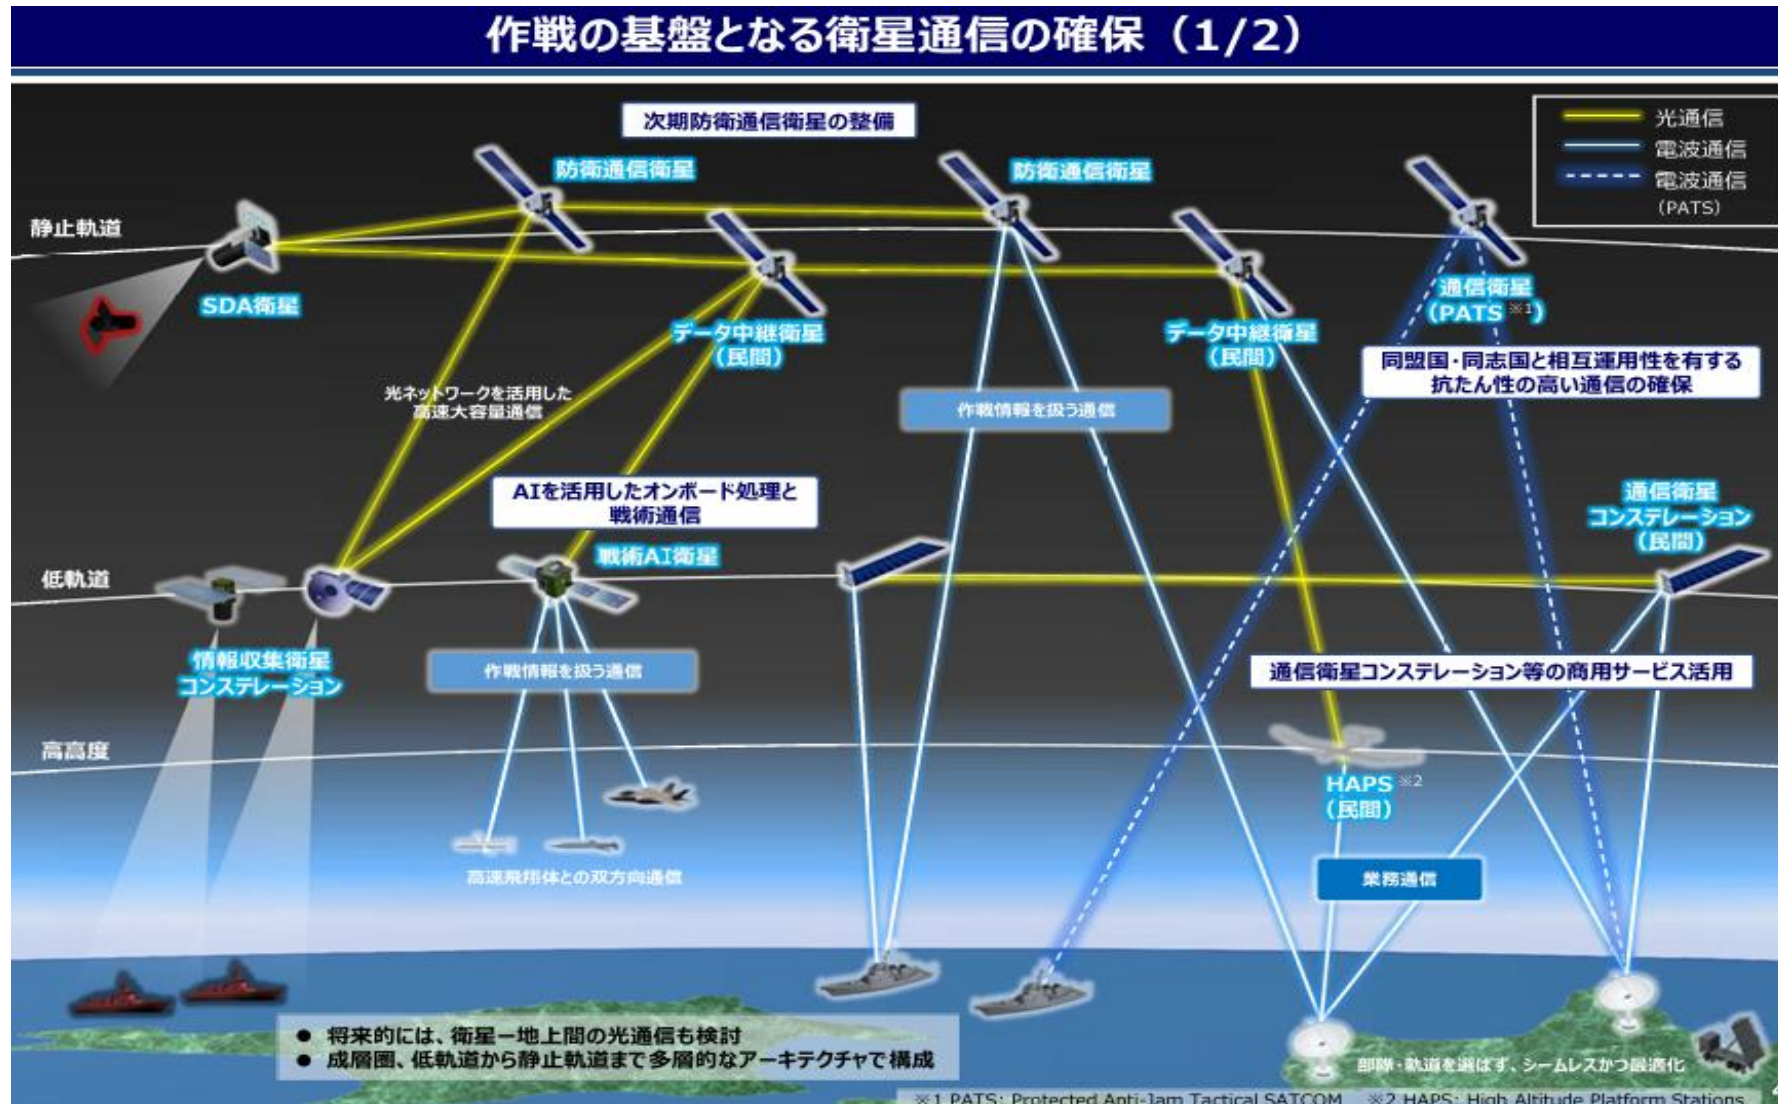 作戦の基盤となる衛星通信の確保（1/2）
次期防衛通信衛星の整備
光通信
電波通信
電波通信
（PATS）
防衛通信衛星
防衛通信衛星
静止軌道
SDA衛星
データ中継衛星
（民間）
データ中継衛星
（民間）
通信衛星
（PATS ※1）
同盟国・同志国と相互運用性を有する
抗たん性の高い通信の確保
光ネットワークを活用した
高速大容量通信
作戦情報を扱う通信
AIを活用したオンボード処理と
戦術通信
通信衛星
コンステレーション
（民間）
戦術AI衛星
低軌道
情報収集衛星
コンステレーション
作戦情報を扱う通信
通信衛星コンステレーション等の商用サービス活用
高高度
HAPS ※2
（民間）
高速飛翔体との双方向通信
業務通信
● 将来的には、衛星ー地上間の光通信も検討
● 成層圏、低軌道から静止軌道まで多層的なアーキテクチャで構成
部隊・軌道を選ばず、シームレスかつ最適化
※1 PATS: Protected Anti-Jam Tactical SATCOM ※2 HAPS: High Altitude Platform Stations
4